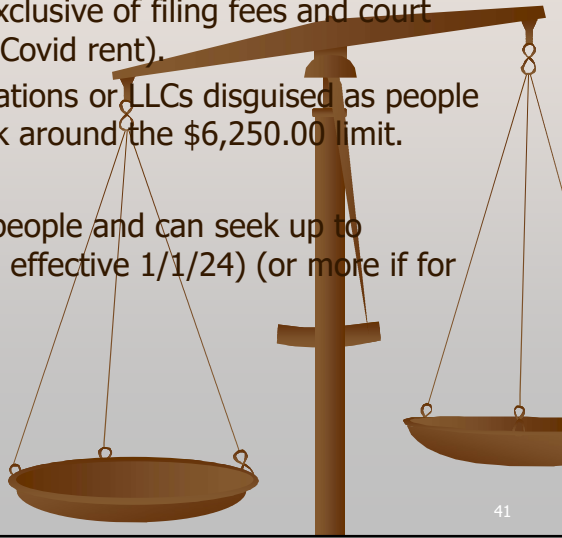 xclusive of filing fees and court
Covid rent).
ations or LLCs disguised as people
k around the $6,250.00 limit.
people and can seek up to
effective 1/1/24) (or more if for
41